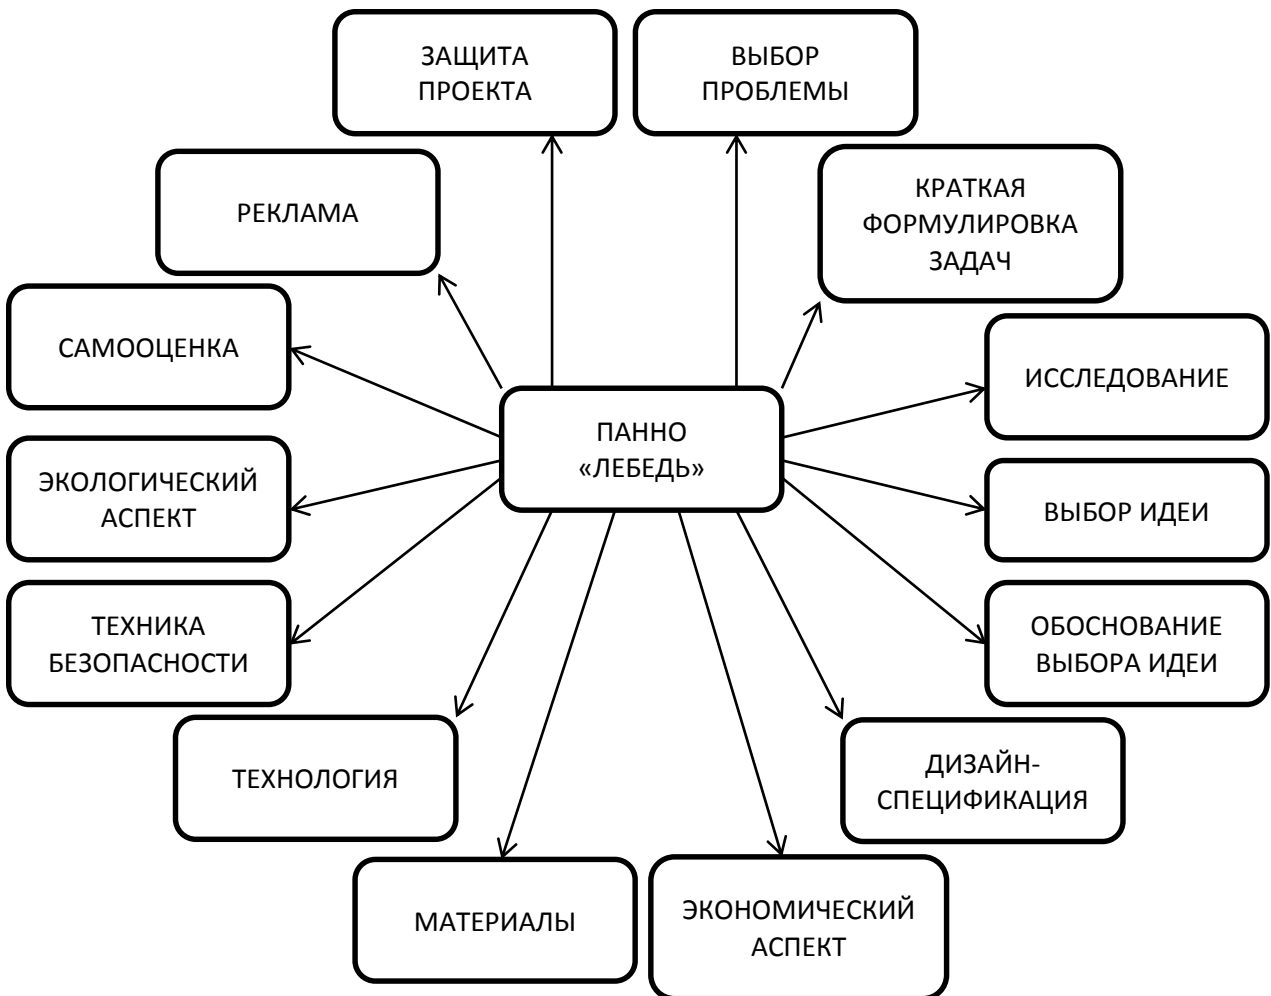 ЗАЩИТА
ПРОЕКТА
ВЫБОР
ПРОБЛЕМЫ
РЕКЛАМА
КРАТКАЯ
ФОРМУЛИРОВКА
ЗАДАЧ
САМООЦЕНКА
ИССЛЕДОВАНИЕ
ПАННО
«ЛЕБЕДЬ»
ЭКОЛОГИЧЕСКИЙ
АСПЕКТ
ВЫБОР ИДЕИ
ТЕХНИКА
БЕЗОПАСНОСТИ
ОБОСНОВАНИЕ
ВЫБОРА ИДЕИ
ТЕХНОЛОГИЯ
ДИЗАЙН-
СПЕЦИФИКАЦИЯ
МАТЕРИАЛЫ
ЭКОНОМИЧЕСКИЙ
АСПЕКТ